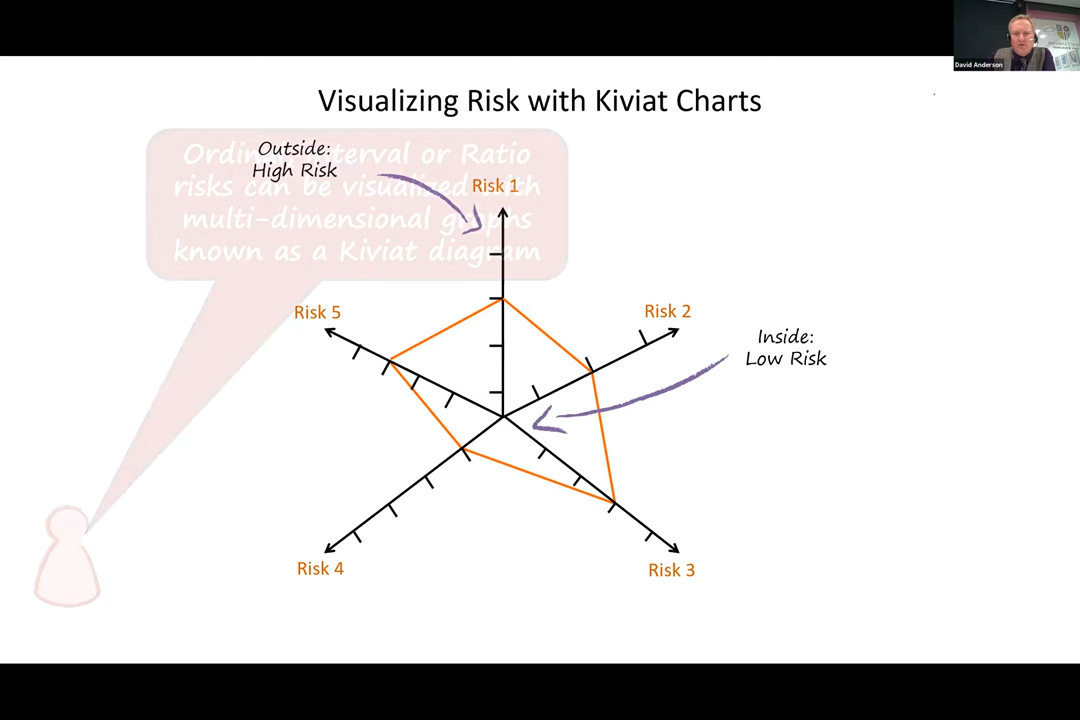 David Anderson
Visualizing Risk with Kiviat Charts
Outside:
High Risk
Ordinal, Interval or Ratio
risks can be visualized with
multi-dimensional graphs
known as a Kiviat diagram
Risk 1
Risk 5
Risk 2
Inside:
Low Risk
Risk 4
Risk 3